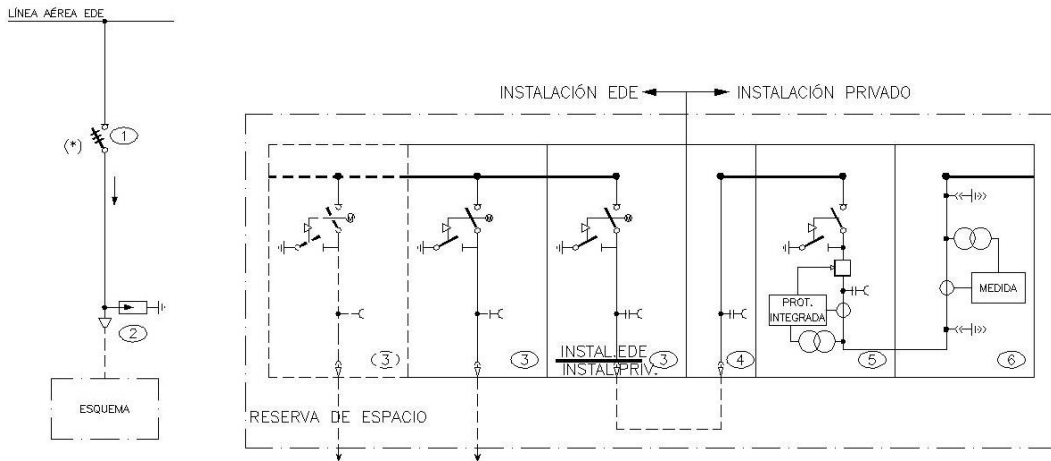 LÍNEA AÉREA EDE
(*)
1
2
ESQUEMA
INSTALACIÓN EDE
INSTALACIÓN PRIVADO
M
M
M
PROT.
INTEGRADA
MEDIDA
(3)
3
INSTAL.EDE
INSTAL.PRIV.
3
4
5
6
RESERVA DE ESPACIO